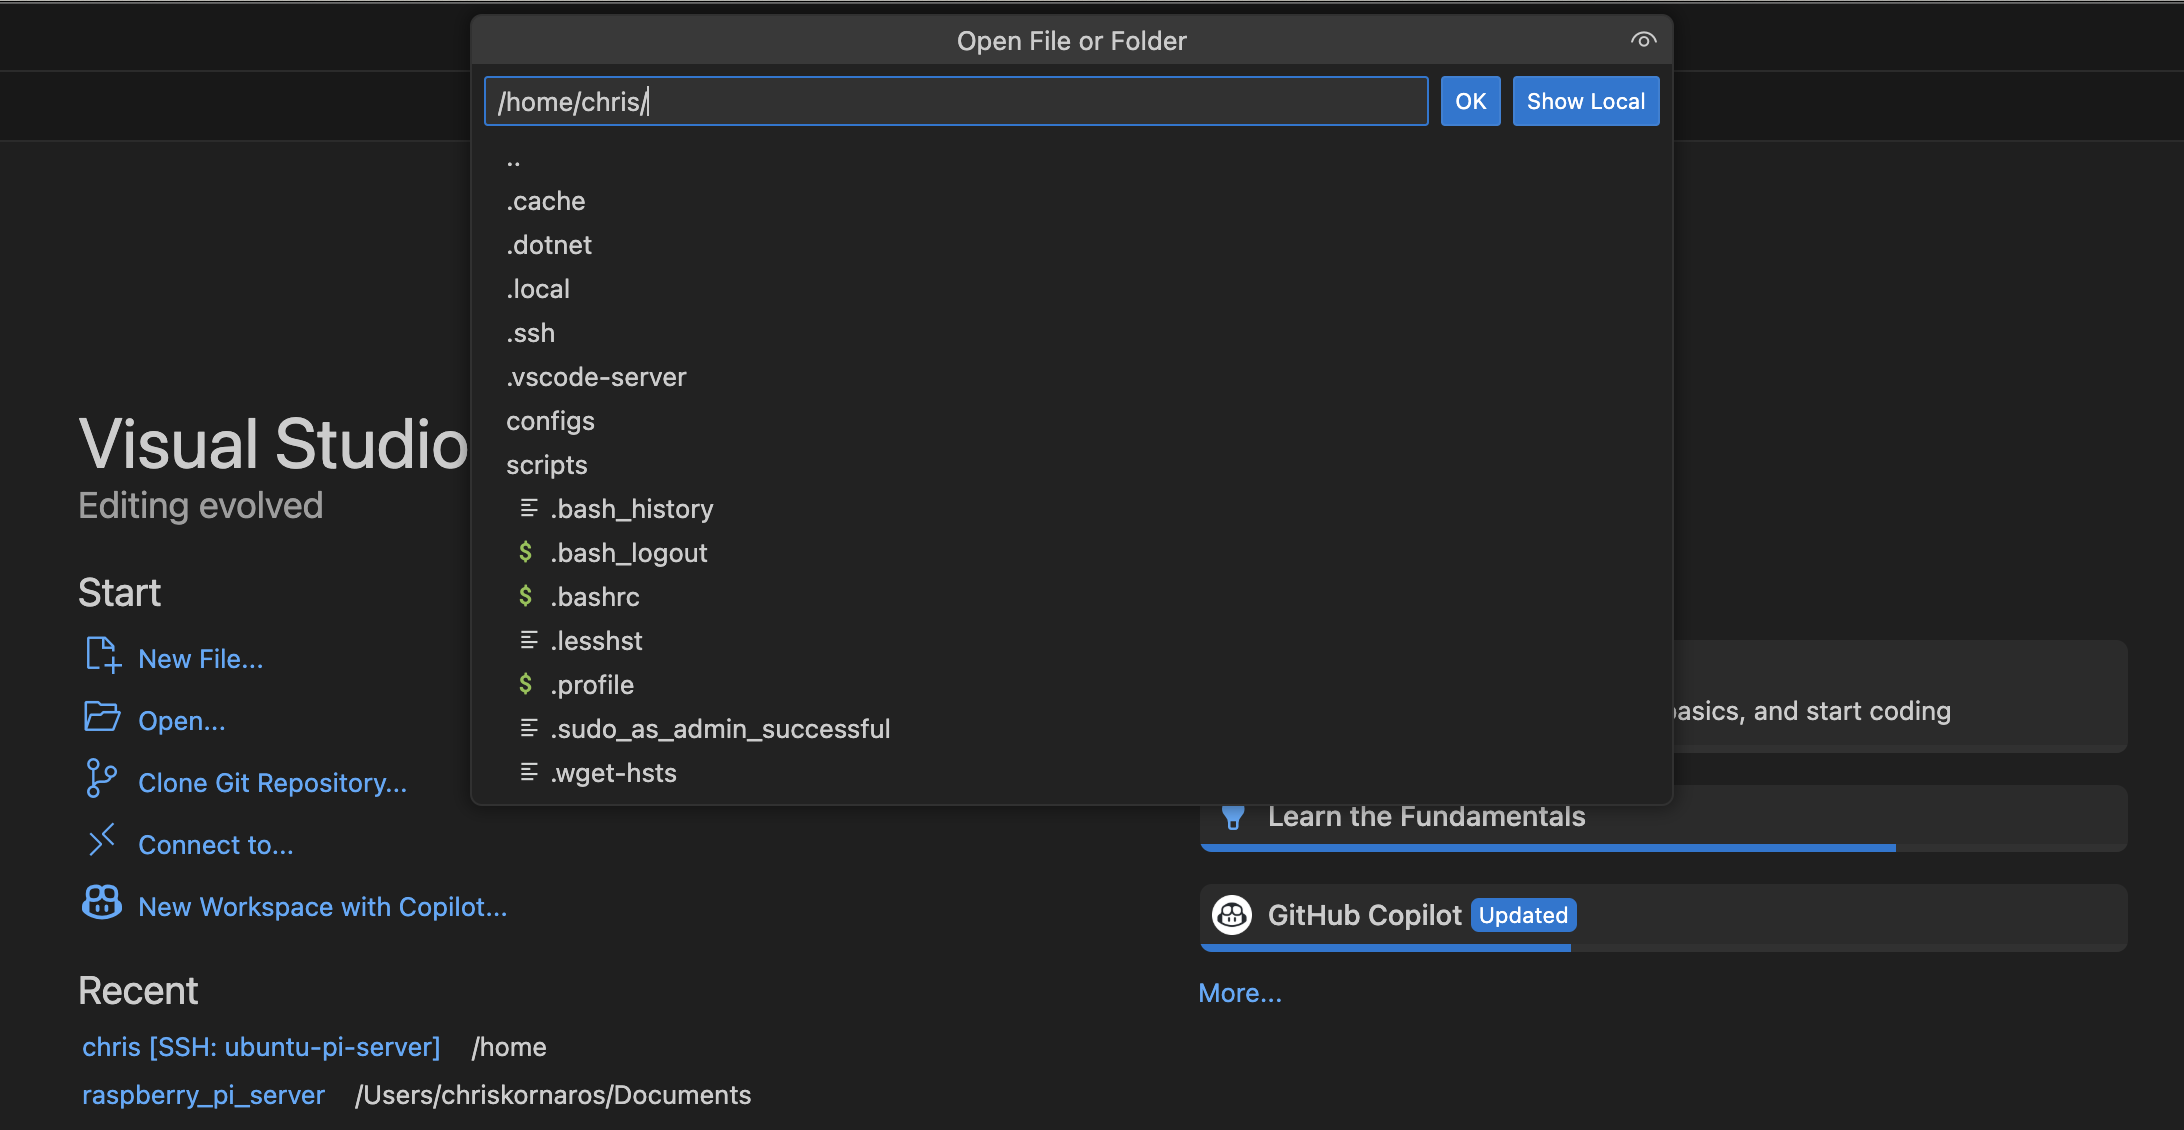 Open File or Folder
/home/chris/
OK
Show Local
..
.cache
.dotnet
.local
.ssh
.vscode-server
configs
scripts
.bash_history
$ .bash_logout
$ .bashrc
.lesshst
$ .profile
.sudo_as_admin_successful
.wget-hsts
Visual Studio
Editing evolved
Start
New File...
Open...
Clone Git Repository...
Connect to...
New Workspace with Copilot...
Recent
chris [SSH: ubuntu-pi-server] /home
raspberry_pi_server /Users/chriskornaros/Documents
basics, and start coding
Learn the Fundamentals
GitHub Copilot Updated
More...